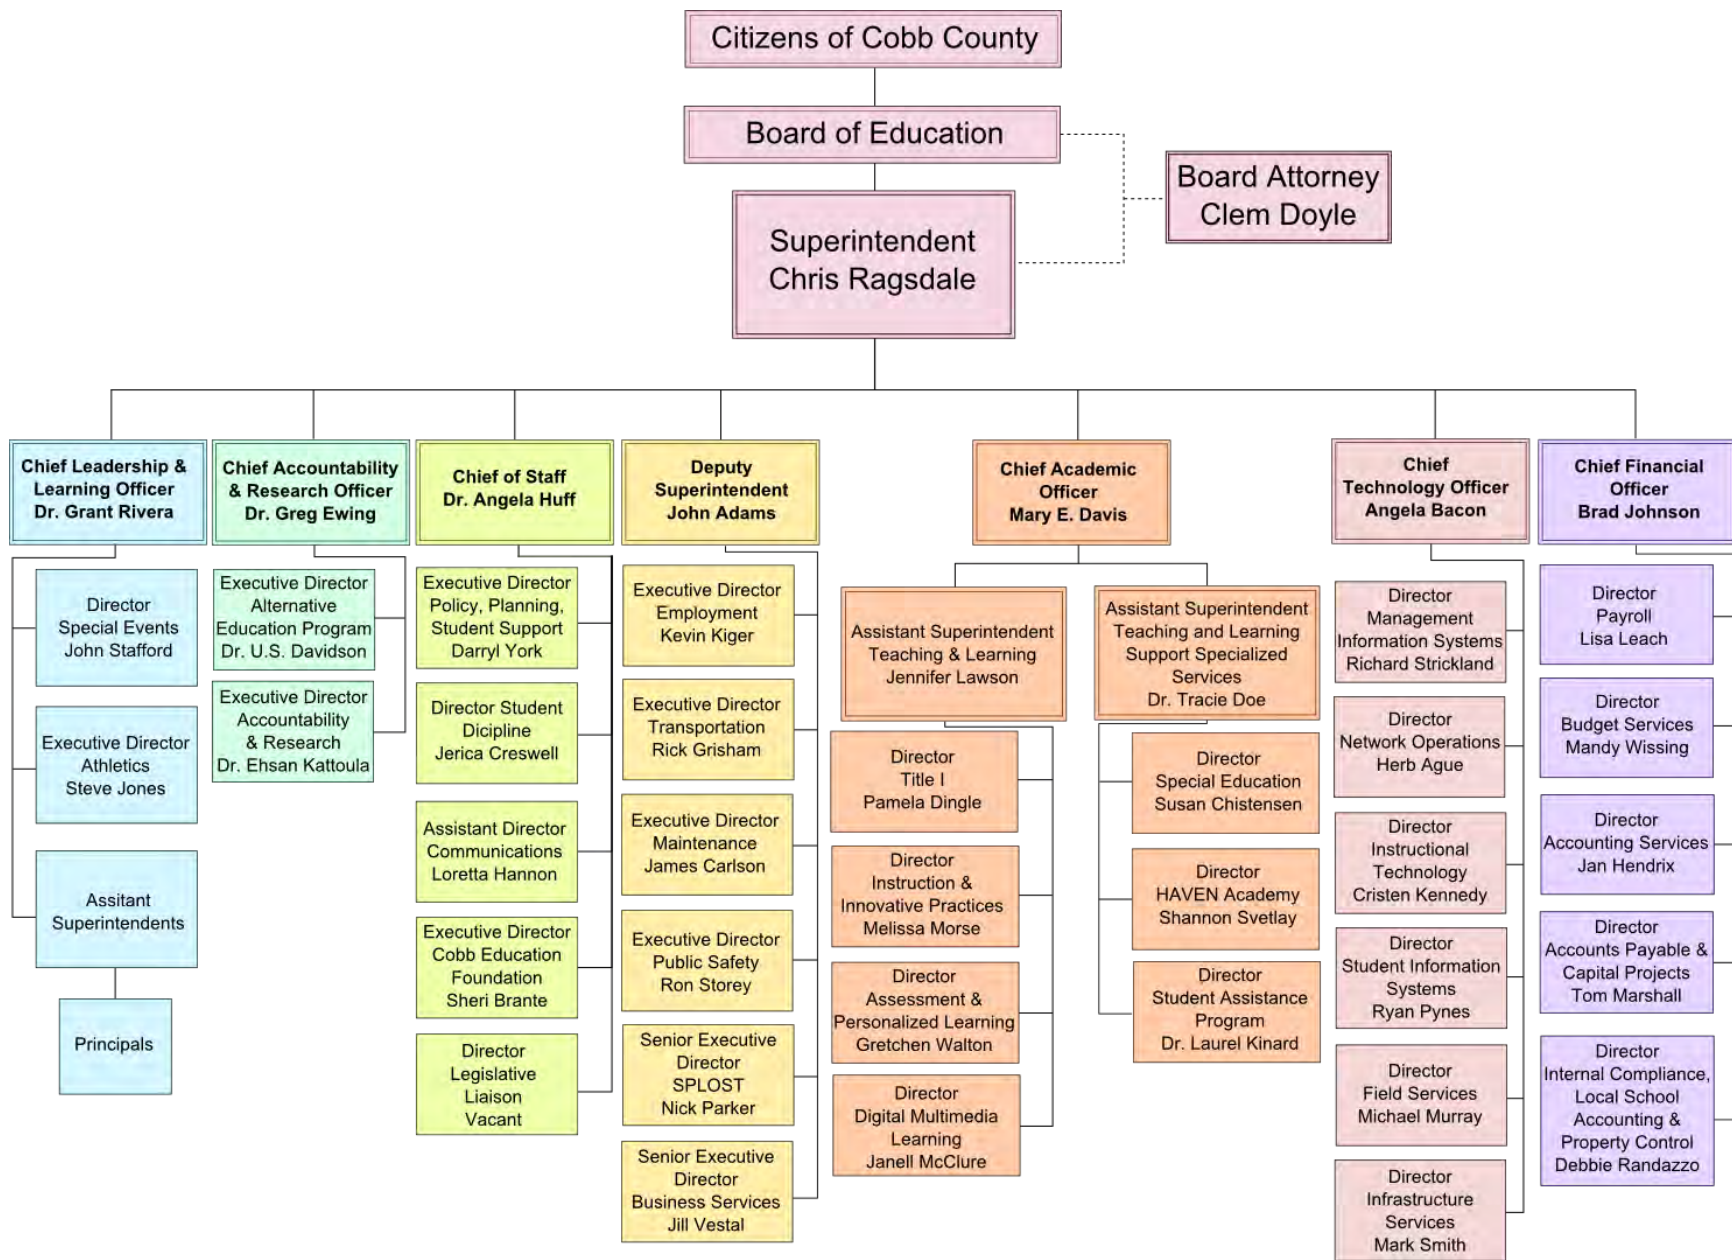 Citizens of Cobb County
Board of Education
Board Attorney
Clem Doyle
Superintendent
Chris Ragsdale
Chief Leadership &
Learning Officer
Dr. Grant Rivera
Director
Special Events
John Stafford
Executive Director
Athletics
Steve Jones
Assitant
Superintendents
Principals
Chief Accountability
& Research Officer
Dr. Greg Ewing
Executive Director
Alternative
Education Program
Dr. U.S. Davidson
Executive Director
Accountability
& Research
Dr. Ehsan Kattoula
Chief of Staff
Dr. Angela Huff
Executive Director
Policy, Planning,
Student Support
Darryl York
Director Student
Dicipline
Jerica Creswell
Assistant Director
Communications
Loretta Hannon
Executive Director
Cobb Education
Foundation
Sheri Brante
Director
Legislative
Liaison
Vacant
Deputy
Superintendent
John Adams
Executive Director
Employment
Kevin Kiger
Executive Director
Transportation
Rick Grisham
Executive Director
Maintenance
James Carlson
Executive Director
Public Safety
Ron Storey
Senior Executive
Director
SPLOST
Nick Parker
Senior Executive
Director
Business Services
Jill Vestal
Chief Academic
Officer
Mary E. Davis
Assistant Superintendent
Teaching & Learning
Jennifer Lawson
Director
Title I
Pamela Dingle
Director
Instruction &
Innovative Practices
Melissa Morse
Director
Assessment &
Personalized Learning
Gretchen Walton
Director
Digital Multimedia
Learning
Janell McClure
Assistant Superintendent
Teaching and Learning
Support Specialized
Services
Dr. Tracie Doe
Director
Special Education
Susan Chistensen
Director
HAVEN Academy
Shannon Svetlay
Director
Student Assistance
Program
Dr. Laurel Kinard
Chief
Technology Officer
Angela Bacon
Director
Management
Information Systems
Richard Strickland
Director
Network Operations
Herb Ague
Director
Instructional
Technology
Cristen Kennedy
Director
Student Information
Systems
Ryan Pynes
Director
Field Services
Michael Murray
Director
Infrastructure
Services
Mark Smith
Chief Financial
Officer
Brad Johnson
Director
Payroll
Lisa Leach
Director
Budget Services
Mandy Wissing
Director
Accounting Services
Jan Hendrix
Director
Accounts Payable &
Capital Projects
Tom Marshall
Director
Internal Compliance,
Local School
Accounting &
Property Control
Debbie Randazzo